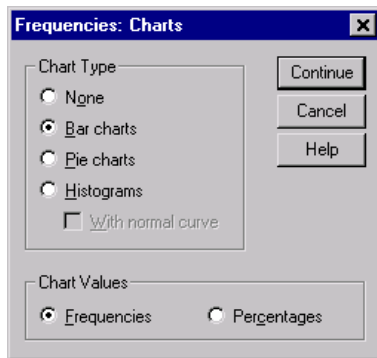 Frequencies: Charts
Chart Type
None
Bar charts
Pie charts
Histograms
With normal curve
Continue
Cancel
Help
Chart Values
Frequencies
Percentages